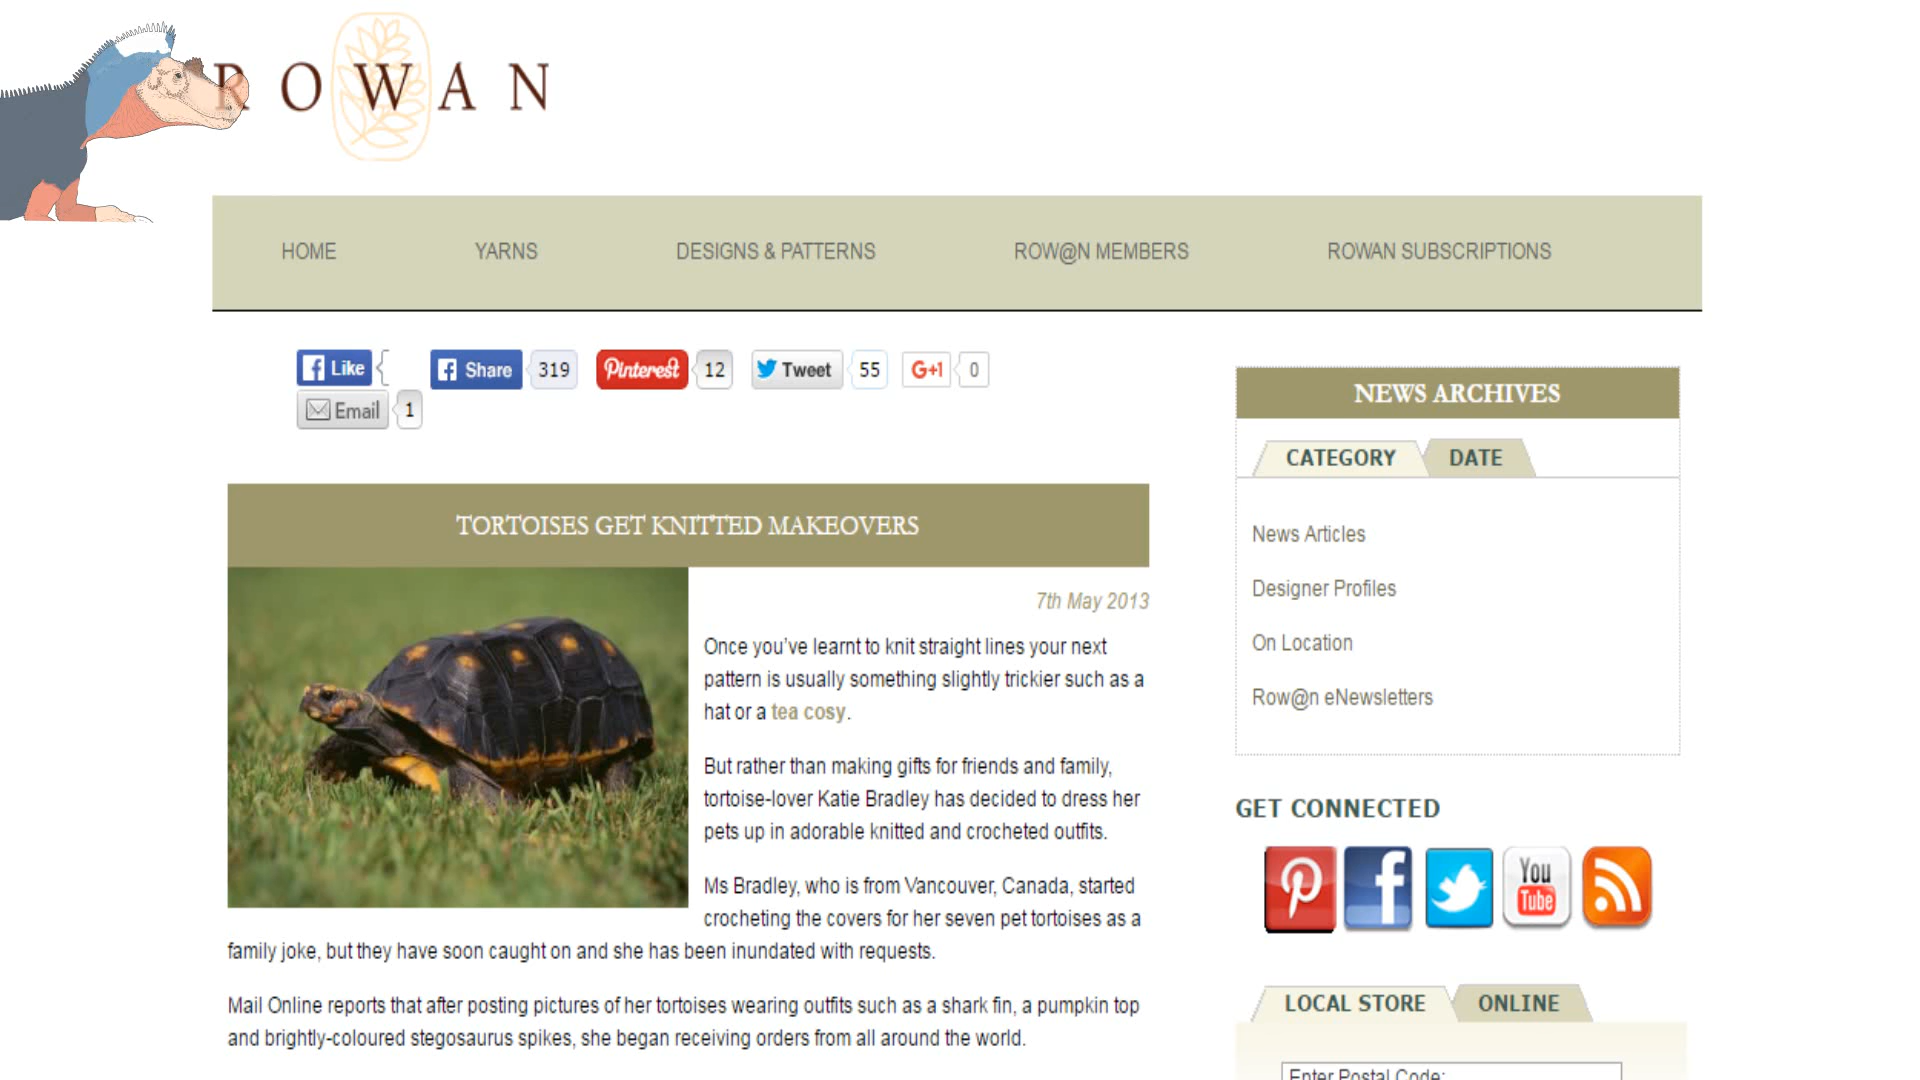 ROWAN
HOME YARNS DESIGNS & PATTERNS ROW@N MEMBERS ROWAN SUBSCRIPTIONS
Like Share 319 Pinterest 12 Tweet 55 G+1 0
Email 1
TORTOISES GET KNITTED MAKEOVERS
7th May 2013
Once you've learnt to knit straight lines your next
pattern is usually something slightly trickier such as a
hat or a tea cosy.
But rather than making gifts for friends and family,
tortoise-lover Katie Bradley has decided to dress her
pets up in adorable knitted and crocheted outfits.
Ms Bradley, who is from Vancouver, Canada, started
crocheting the covers for her seven pet tortoises as a
family joke, but they have soon caught on and she has been inundated with requests.
Mail Online reports that after posting pictures of her tortoises wearing outfits such as a shark fin, a pumpkin top
and brightly-coloured stegosaurus spikes, she began receiving orders from all around the world.
NEWS ARCHIVES
CATEGORY DATE
News Articles
Designer Profiles
On Location
Row@n eNewsletters
GET CONNECTED
You
Tube
LOCAL STORE ONLINE
Enter Postal Code: